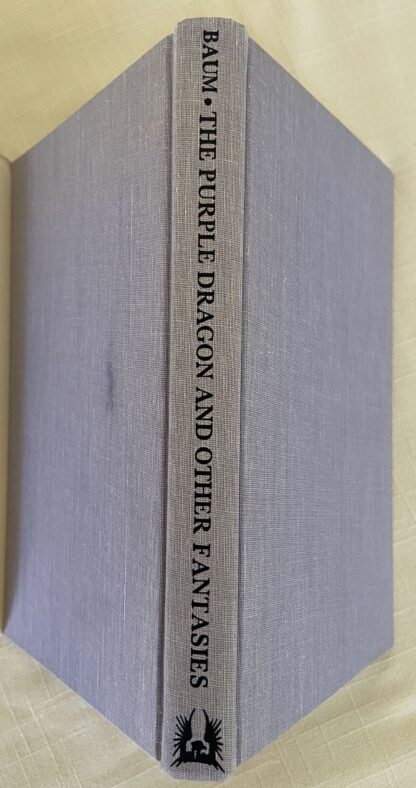 BAUM • THE PURPLE DRAGON AND OTHER FANTASIES